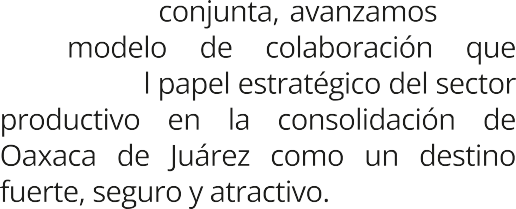 conjunta, avanzamos
modelo de colaboración que
l papel estratégico del sector
productivo en la consolidación de
Oaxaca de Juárez como un destino
fuerte, seguro y atractivo.